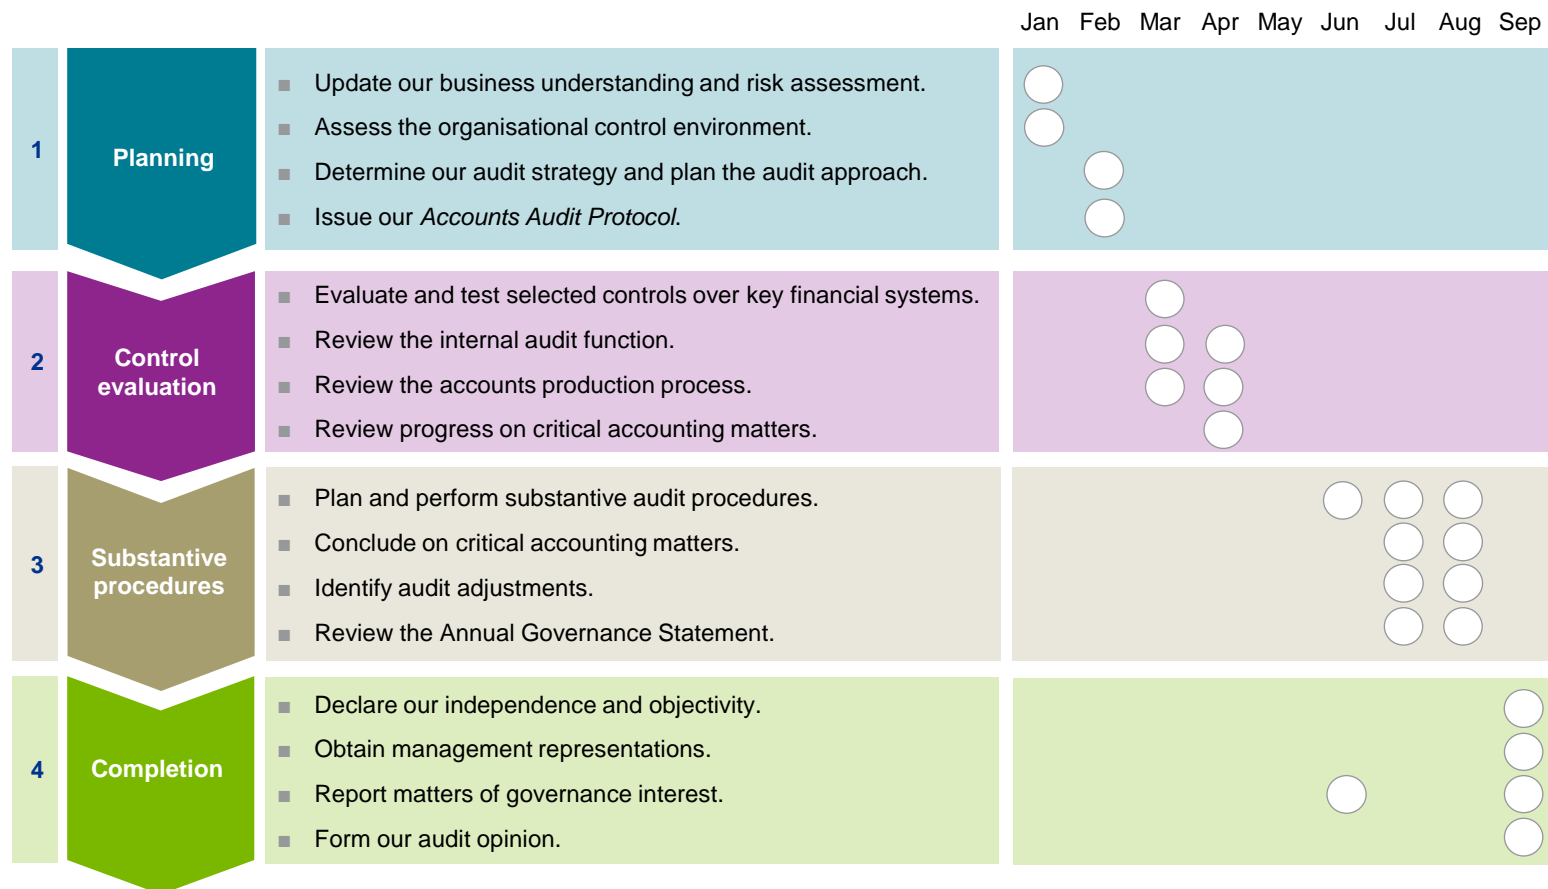 Jan Feb Mar Apr May Jun Jul Aug Sep
1
Planning
Update our business understanding and risk assessment.
Assess the organisational control environment.
Determine our audit strategy and plan the audit approach.
Issue our Accounts Audit Protocol.
2
Control
evaluation
Evaluate and test selected controls over key financial systems.
Review the internal audit function.
Review the accounts production process.
Review progress on critical accounting matters.
3
Substantive
procedures
Plan and perform substantive audit procedures.
Conclude on critical accounting matters.
Identify audit adjustments.
Review the Annual Governance Statement.
4
Completion
Declare our independence and objectivity.
Obtain management representations.
Report matters of governance interest.
Form our audit opinion.